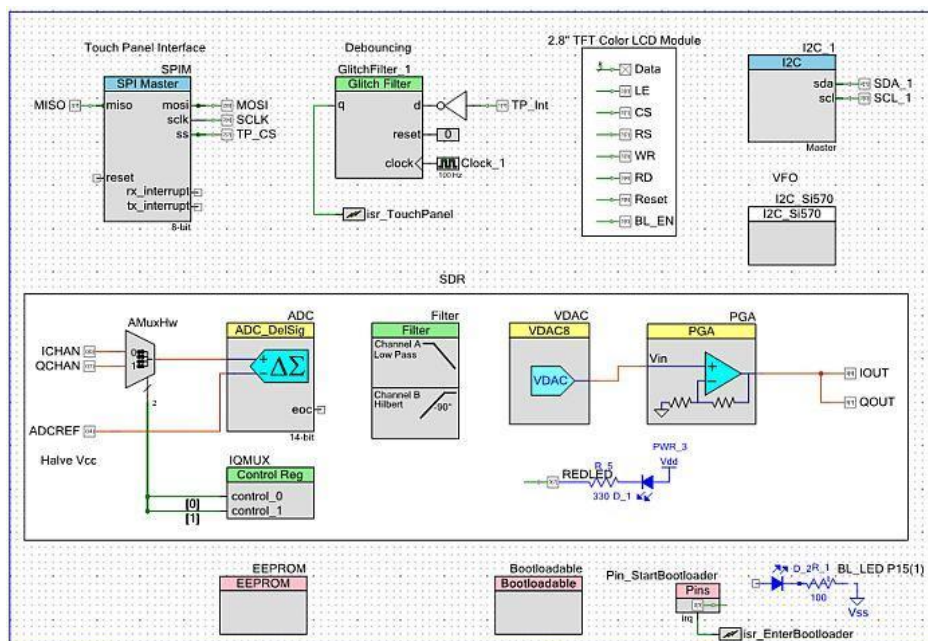 Touch Panel Interface
SPIM
SPI Master
MISO
miso
mosi
MOSI
sclk
SCLK
ss
TP_CS
reset
rx_interrupt
tx_interrupt
8-bit
Debouncing
GlitchFilter_1
Glitch Filter
q
d
TP_Int
reset
0
clock
Clock_1
100 Hz
isr_TouchPanel
2.8" TFT Color LCD Module
Data
LE
CS
RS
WR
RD
Reset
BL_EN
I2C_1
I2C
sda
SDA_1
scl
SCL_1
Master
VFO
I2C_Si570
I2C_Si570
SDR
AMuxHw
ICHAN
0
QCHAN
1
2
ADCREF
Halve Vcc
ADC
ADC_DelSig
+
−
ΔΣ
eoc
14-bit
IQMUX
Control Reg
control_0
control_1
[0]
[1]
Filter
Filter
Channel A
Low Pass
Channel B
Hilbert
-90°
VDAC
VDAC8
VDAC
PGA
PGA
Vin
+
−
IOUT
QOUT
PWR_3
Vdd
REDLED
R_5
330
D_1
EEPROM
EEPROM
Bootloadable
Bootloadable
Pin_StartBootloader
Pins
irq
isr_EnterBootloader
BL_LED P15(1)
D_2
R_1
100
Vss